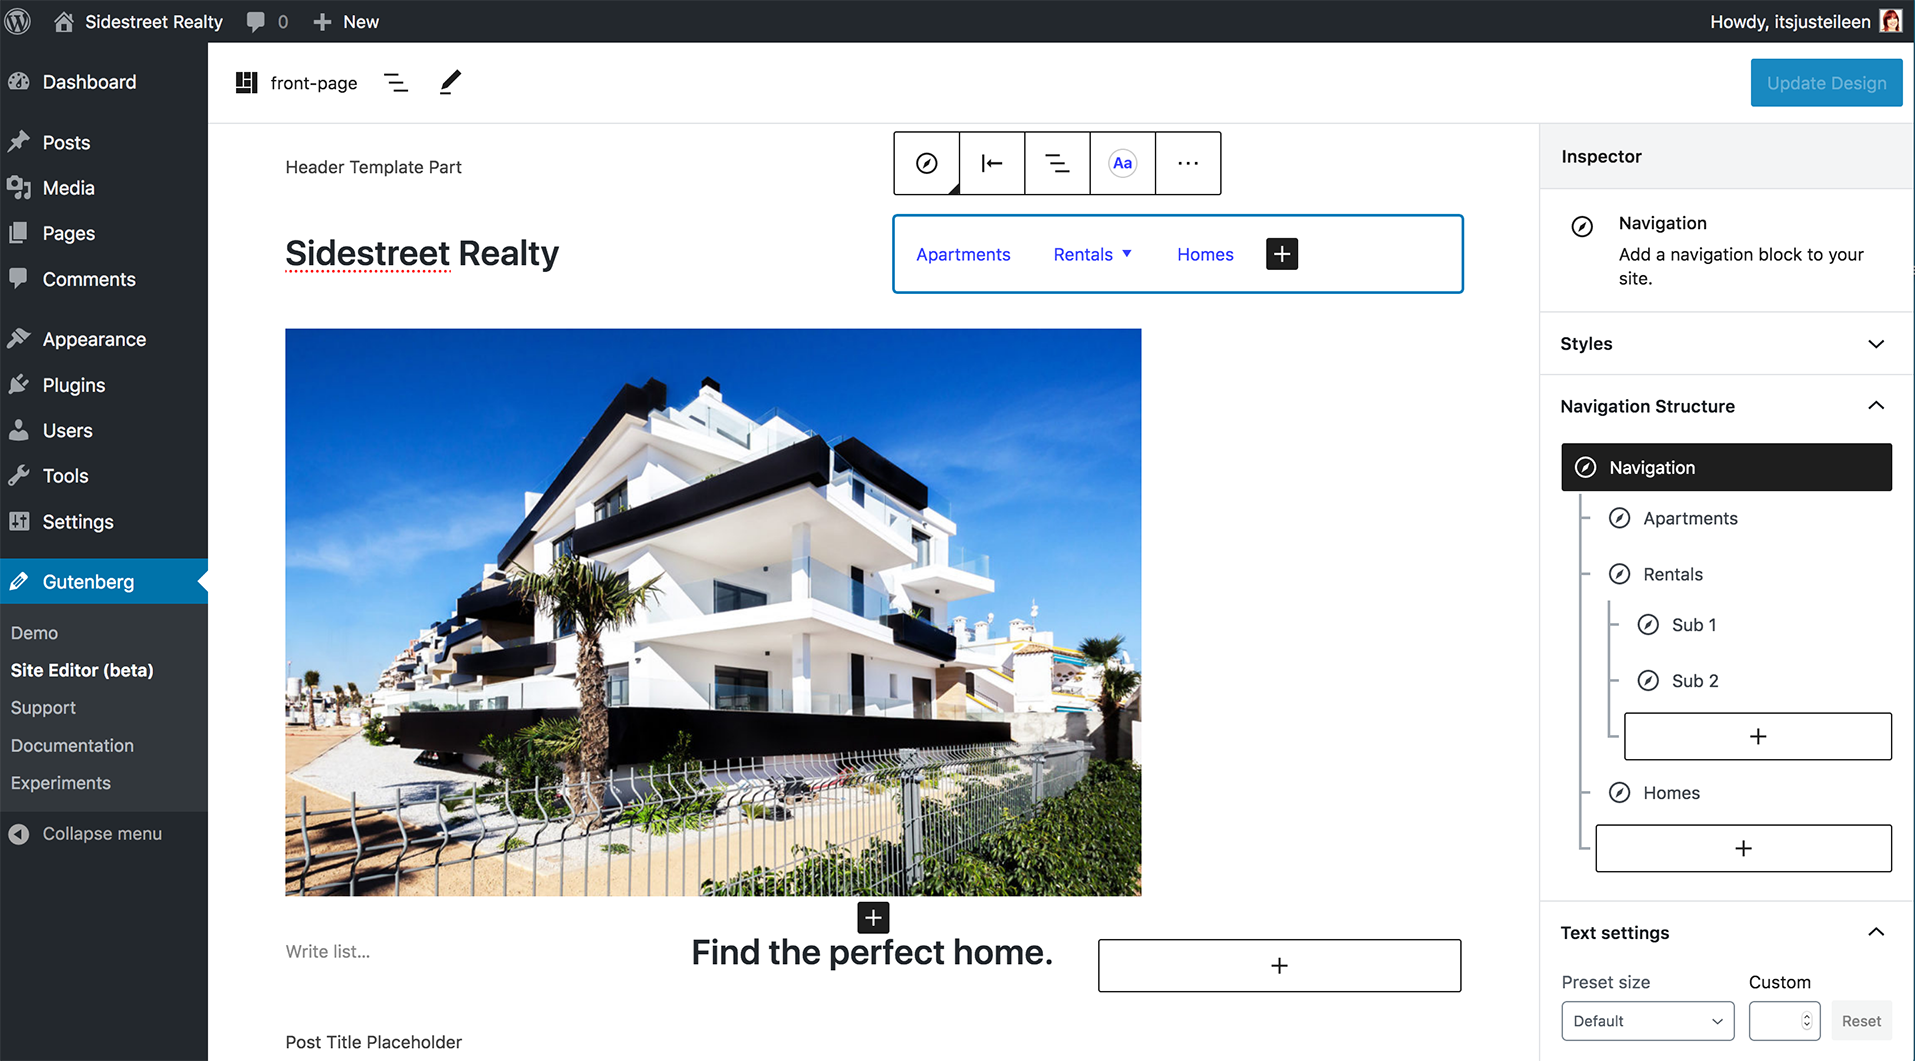 Sidestreet Realty
0
New
Howdy, itsjusteileen
Dashboard
Posts
Media
Pages
Comments
Appearance
Plugins
Users
Tools
Settings
Gutenberg
Demo
Site Editor (beta)
Support
Documentation
Experiments
Collapse menu
front-page
Update Design
Header Template Part
Aa
Sidestreet Realty
Apartments
Rentals
Homes
Write list...
Find the perfect home.
Post Title Placeholder
Inspector
Navigation
Add a navigation block to your
site.
Styles
Navigation Structure
Navigation
Apartments
Rentals
Sub 1
Sub 2
Homes
Text settings
Preset size
Custom
Default
Reset